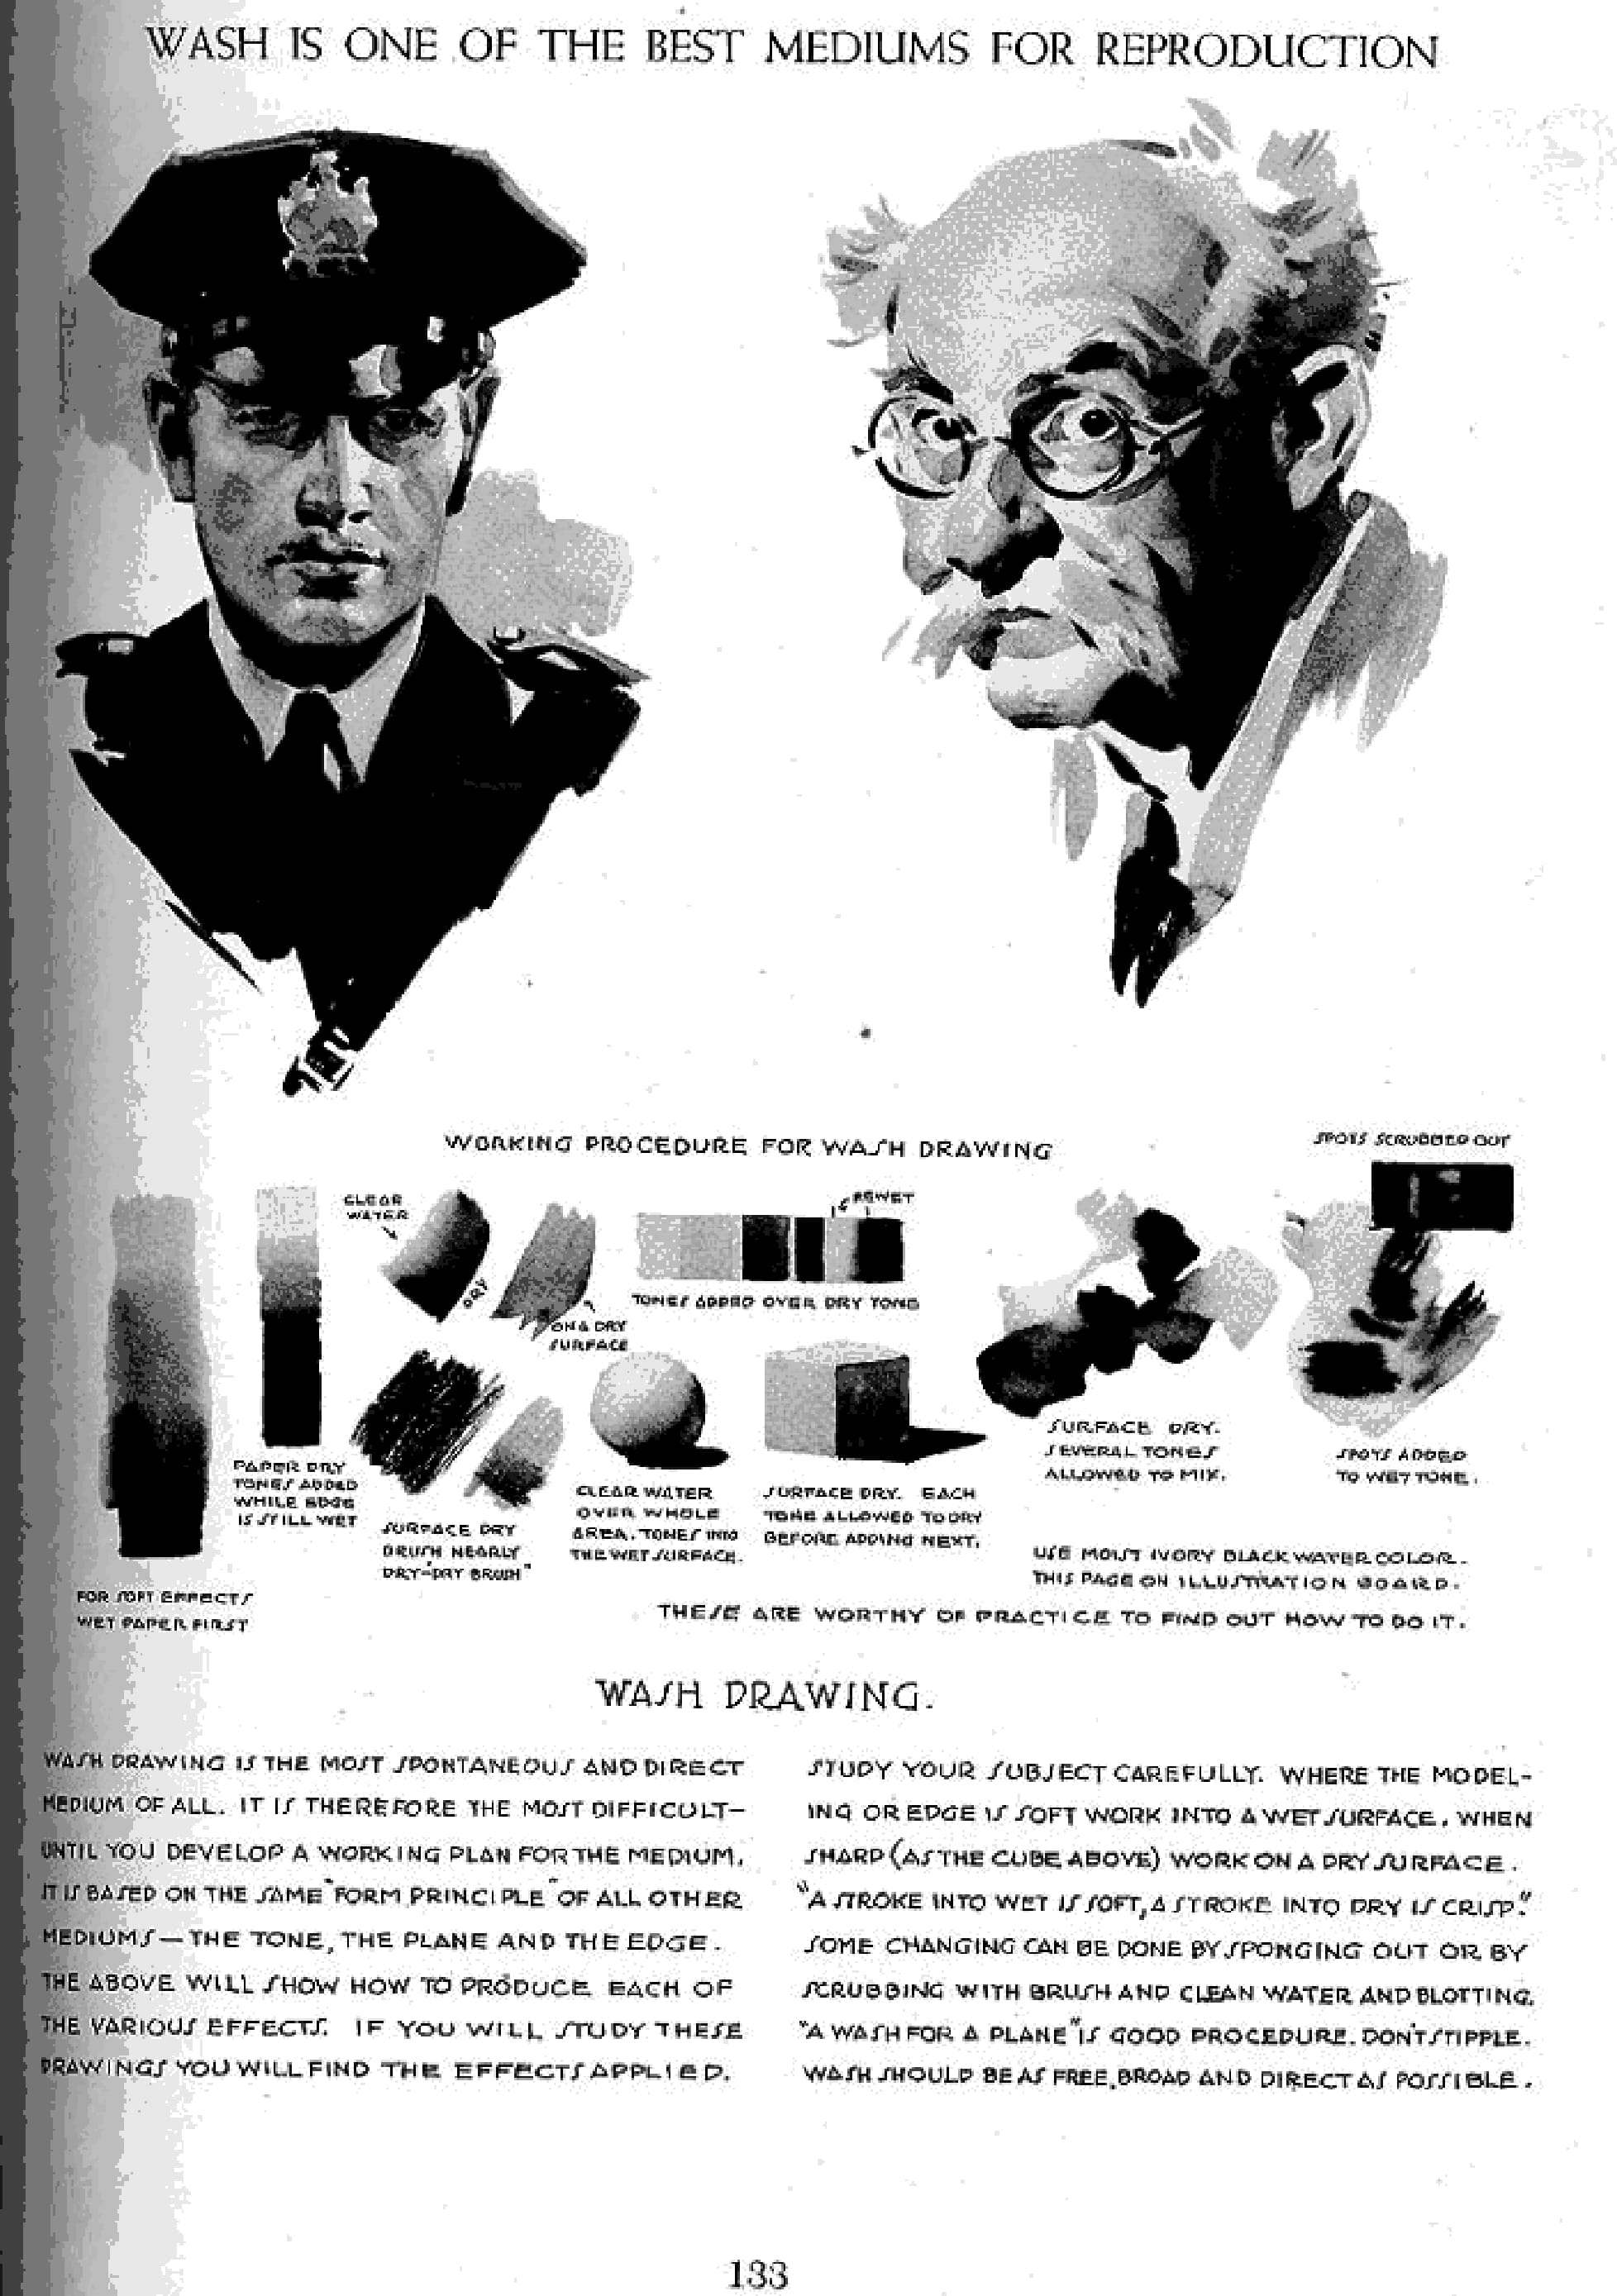 WASH IS ONE OF THE BEST MEDIUMS FOR REPRODUCTION
WORKING PROCEDURE FOR WASH DRAWING
SPOTS SCRUBBED OUT
CLEAR
WATER
DRY
ON A DRY
SURFACE
REWET
TONES ADDED OVER DRY TONE
PAPER DRY
TONES ADDED
WHILE EDGE
IS STILL WET
SURFACE DRY
BRUSH NEARLY
DRY-"DRY BRUSH"
CLEAR WATER
OVER WHOLE
AREA. TONES INTO
THE WET SURFACE.
SURFACE DRY. EACH
TONE ALLOWED TO DRY
BEFORE ADDING NEXT.
SURFACE DRY.
SEVERAL TONES
ALLOWED TO MIX.
SPOTS ADDED
TO WET TONE.
FOR SOFT EFFECTS
WET PAPER FIRST
USE MOIST IVORY BLACK WATER COLOR.
THIS PAGE ON ILLUSTRATION BOARD.
THESE ARE WORTHY OF PRACTICE TO FIND OUT HOW TO DO IT.
WASH DRAWING.
WASH DRAWING IS THE MOST SPONTANEOUS AND DIRECT
MEDIUM OF ALL. IT IS THEREFORE THE MOST DIFFICULT-
UNTIL YOU DEVELOP A WORKING PLAN FOR THE MEDIUM.
IT IS BASED ON THE SAME "FORM PRINCIPLE" OF ALL OTHER
MEDIUMS—THE TONE, THE PLANE AND THE EDGE.
THE ABOVE WILL SHOW HOW TO PRODUCE EACH OF
THE VARIOUS EFFECTS. IF YOU WILL STUDY THESE
DRAWINGS YOU WILL FIND THE EFFECTS APPLIED.
STUDY YOUR SUBJECT CAREFULLY. WHERE THE MODEL-
ING OR EDGE IS SOFT WORK INTO A WET SURFACE. WHEN
SHARP (AS THE CUBE ABOVE) WORK ON A DRY SURFACE.
"A STROKE INTO WET IS SOFT, A STROKE INTO DRY IS CRISP."
SOME CHANGING CAN BE DONE BY SPONGING OUT OR BY
SCRUBBING WITH BRUSH AND CLEAN WATER AND BLOTTING.
"A WASH FOR A PLANE" IS GOOD PROCEDURE. DON'T STIPPLE.
WASH SHOULD BE AS FREE, BROAD AND DIRECT AS POSSIBLE.
133